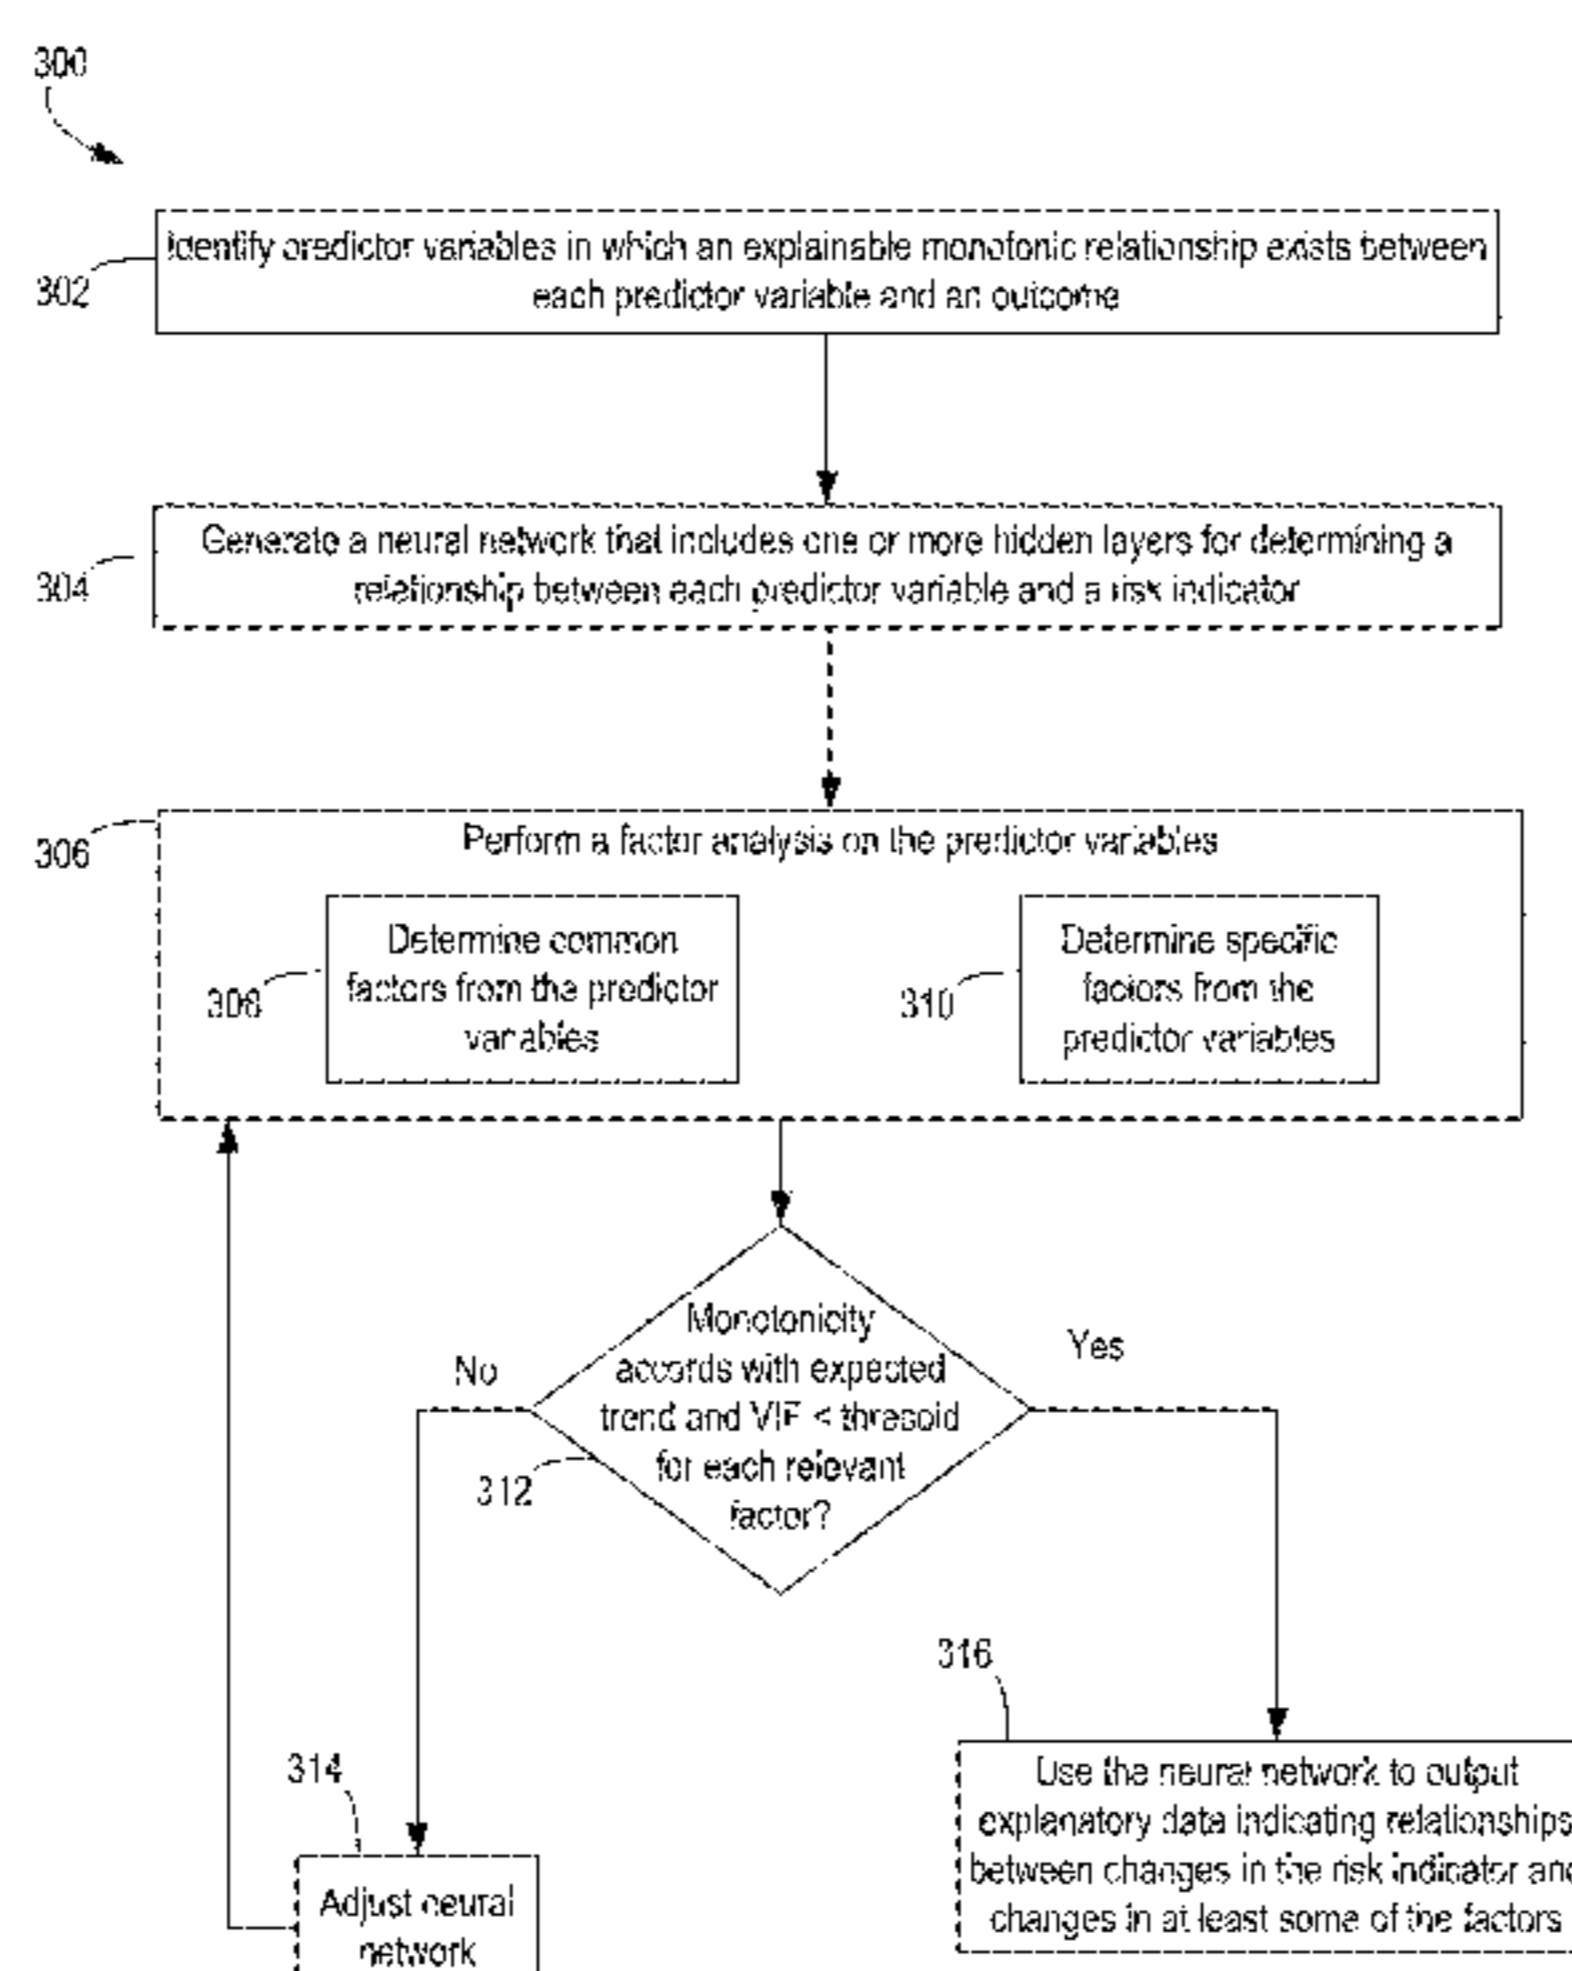 300
302
Identify predictor variables in which an explainable monotonic relationship exists between
each predictor variable and an outcome
304
Generate a neural network that includes one or more hidden layers for determining a
relationship between each predictor variable and a risk indicator
306
Perform a factor analysis on the predictor variables
308
Determine common
factors from the predictor
variables
310
Determine specific
factors from the
predictor variables
Monotonicity
accords with expected
trend and VIF < thresold
for each relevant
factor?
No
Yes
312
316
Use the neural network to output
explanatory data indicating relationships
between changes in the risk indicator and
changes in at least some of the factors
314
Adjust neural
network